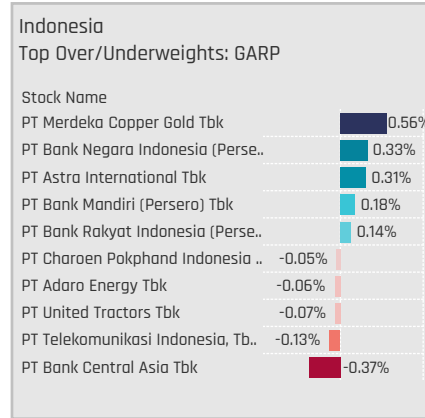 Indonesia
Top Over/Underweights: GARP
Stock Name
PT Merdeka Copper Gold Tbk 0.56%
PT Bank Negara Indonesia (Perse.. 0.33%
PT Astra International Tbk 0.31%
PT Bank Mandiri (Persero) Tbk 0.18%
PT Bank Rakyat Indonesia (Perse.. 0.14%
PT Charoen Pokphand Indonesia .. -0.05%
PT Adaro Energy Tbk -0.06%
PT United Tractors Tbk -0.07%
PT Telekomunikasi Indonesia, Tb.. -0.13%
PT Bank Central Asia Tbk -0.37%